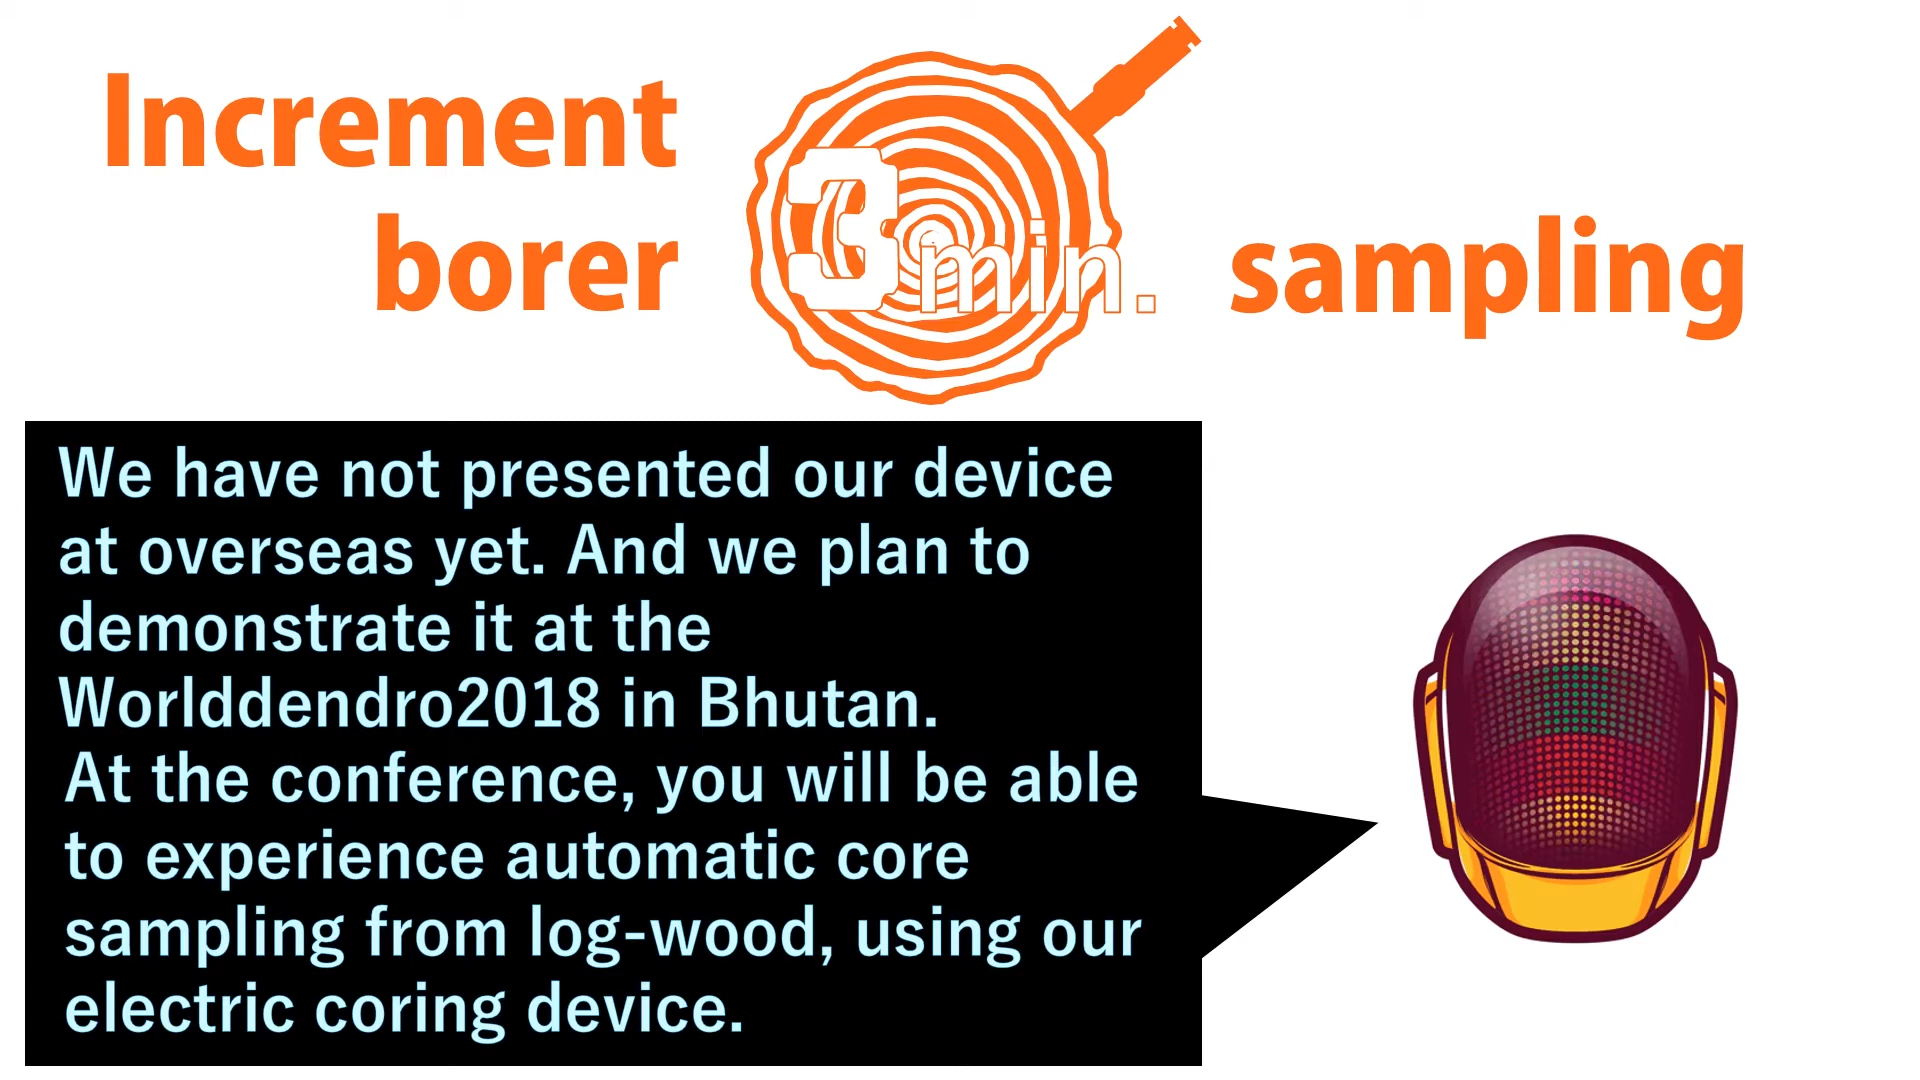 Increment
borer
3min.
sampling
We have not presented our device
at overseas yet. And we plan to
demonstrate it at the
Worlddendro2018 in Bhutan.
At the conference, you will be able
to experience automatic core
sampling from log-wood, using our
electric coring device.